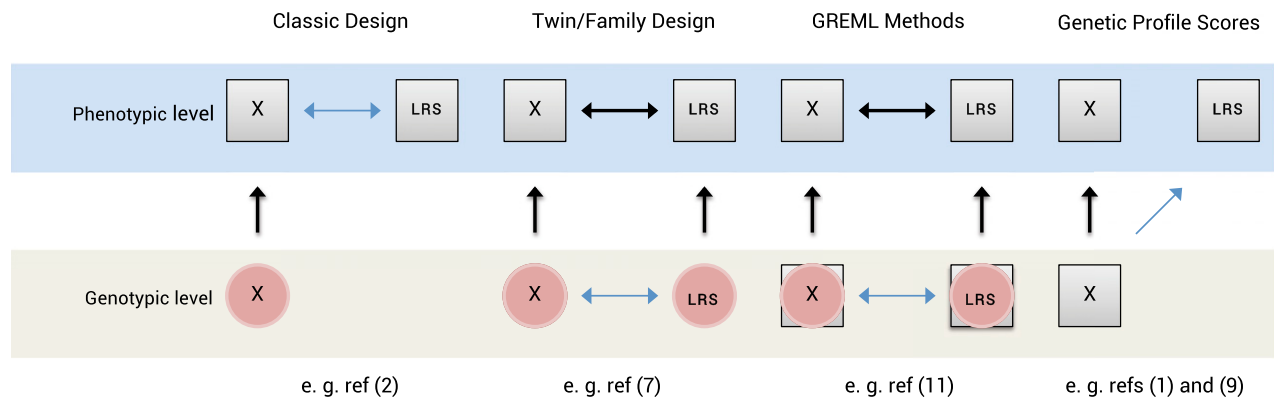 Classic Design Twin/Family Design GREML Methods Genetic Profile Scores
Phenotypic level X LRS X LRS X LRS X LRS
Genotypic level X X LRS X LRS X
e. g. ref (2) e. g. ref (7) e. g. ref (11) e. g. refs (1) and (9)